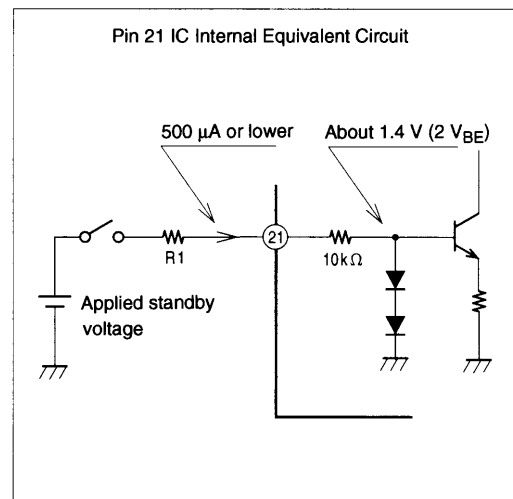 Pin 21 IC Internal Equivalent Circuit
500 μA or lower
About 1.4 V (2 VBE)
21
R1
10kΩ
Applied standby
voltage